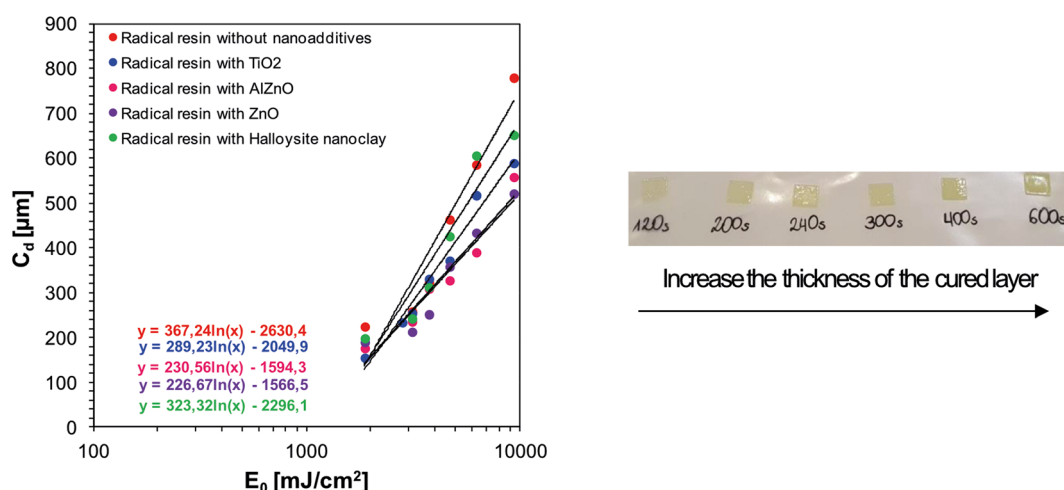 900
800
700
600
500
400
300
200
100
0
C_d [µm]
Radical resin without nanoadditives
Radical resin with TiO2
Radical resin with AlZnO
Radical resin with ZnO
Radical resin with Halloysite nanoclay
y = 367,24ln(x) - 2630,4
y = 289,23ln(x) - 2049,9
y = 230,56ln(x) - 1594,3
y = 226,67ln(x) - 1566,5
y = 323,32ln(x) - 2296,1
100 1000 10000
E₀ [mJ/cm²]
120s 200s 240s 300s 400s 600s
Increase the thickness of the cured layer